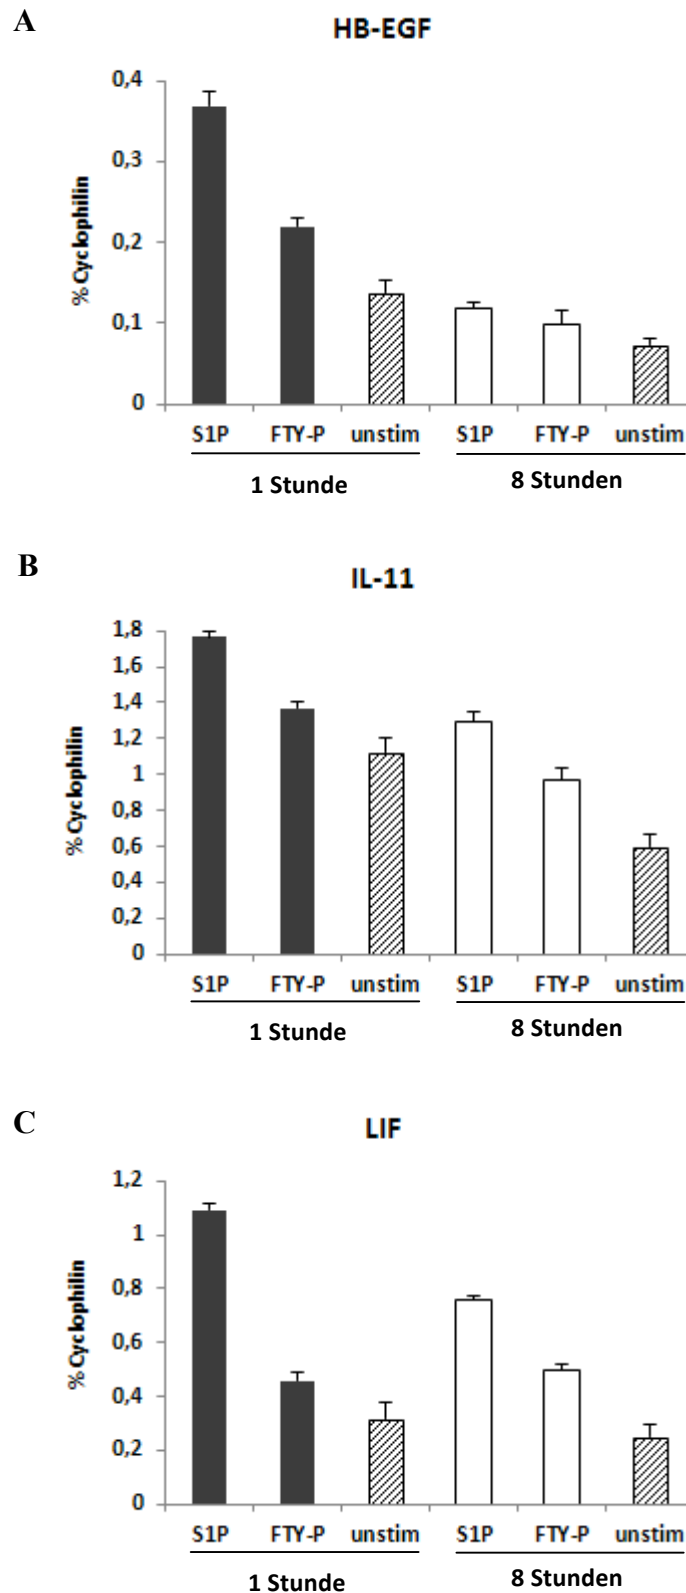 A
HB-EGF
% Cyclophilin
0,4
0,3
0,2
0,1
0
S1P FTY-P unstim S1P FTY-P unstim
1 Stunde 8 Stunden
B
IL-11
% Cyclophilin
1,8
1,6
1,4
1,2
1
0,8
0,6
0,4
0,2
0
S1P FTY-P unstim S1P FTY-P unstim
1 Stunde 8 Stunden
C
LIF
% Cyclophilin
1,2
1
0,8
0,6
0,4
0,2
0
S1P FTY-P unstim S1P FTY-P unstim
1 Stunde 8 Stunden